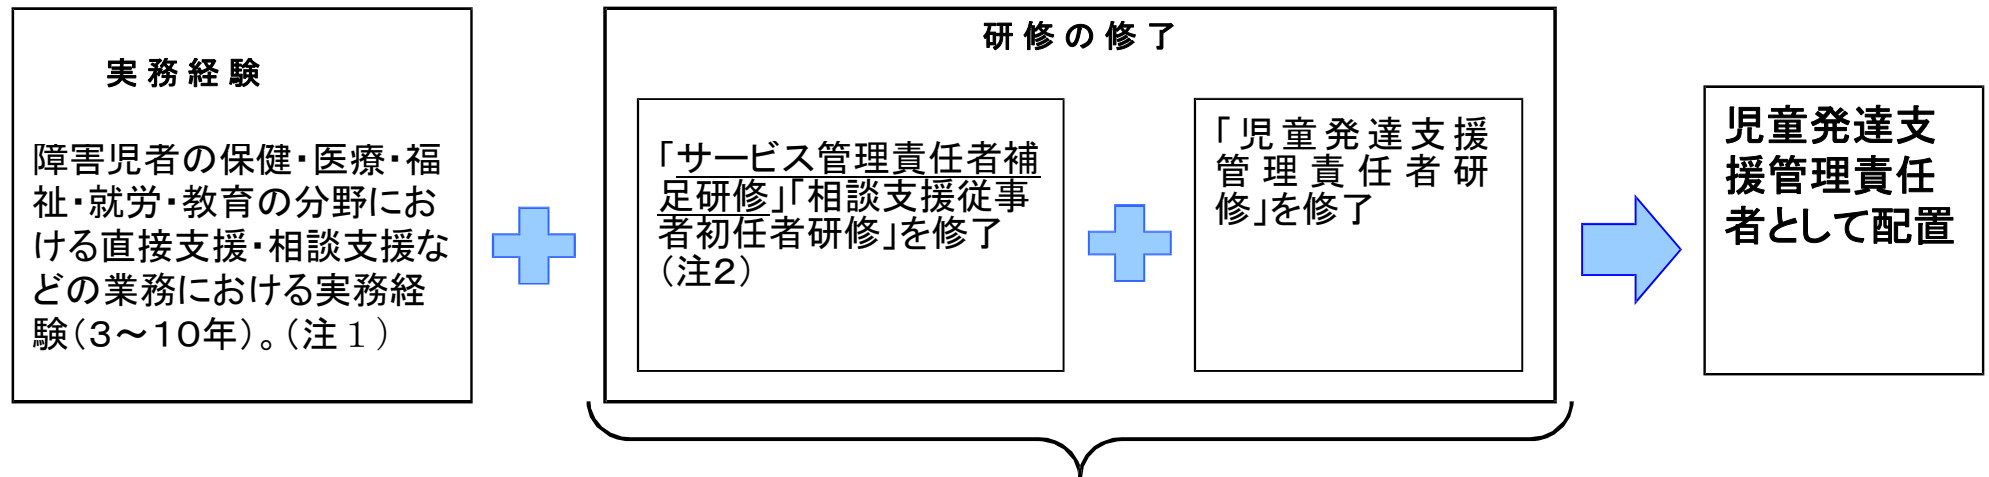 実務経験
障害児者の保健・医療・福
祉・就労・教育の分野にお
ける直接支援・相談支援な
どの業務における実務経
験(3～10年)。(注１)
研修の修了
「サービス管理責任者補
足研修」「相談支援従事
者初任者研修」を修了
(注2)
「児童発達支援
管理責任者研
修」を修了
児童発達支
援管理責任
者として配置